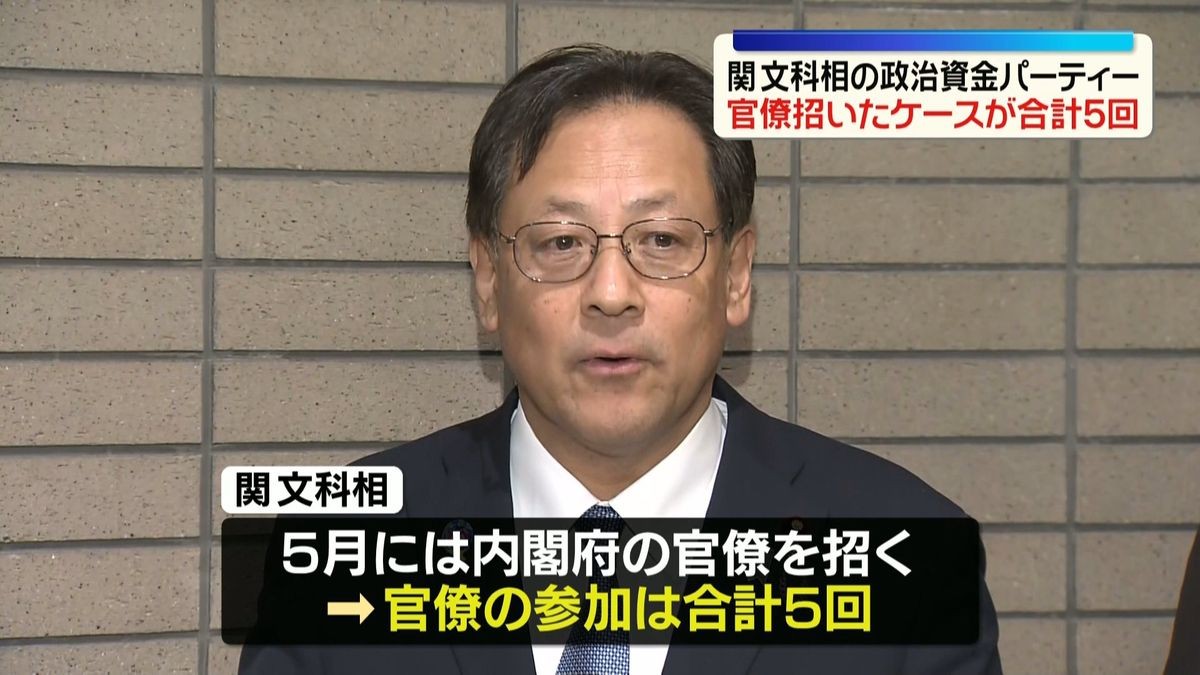 関 文科相の政治資金パーティー
官僚招いたケースが合計5回
関 文科相
5月には内閣府の官僚を招く
➡官僚の参加は合計5回